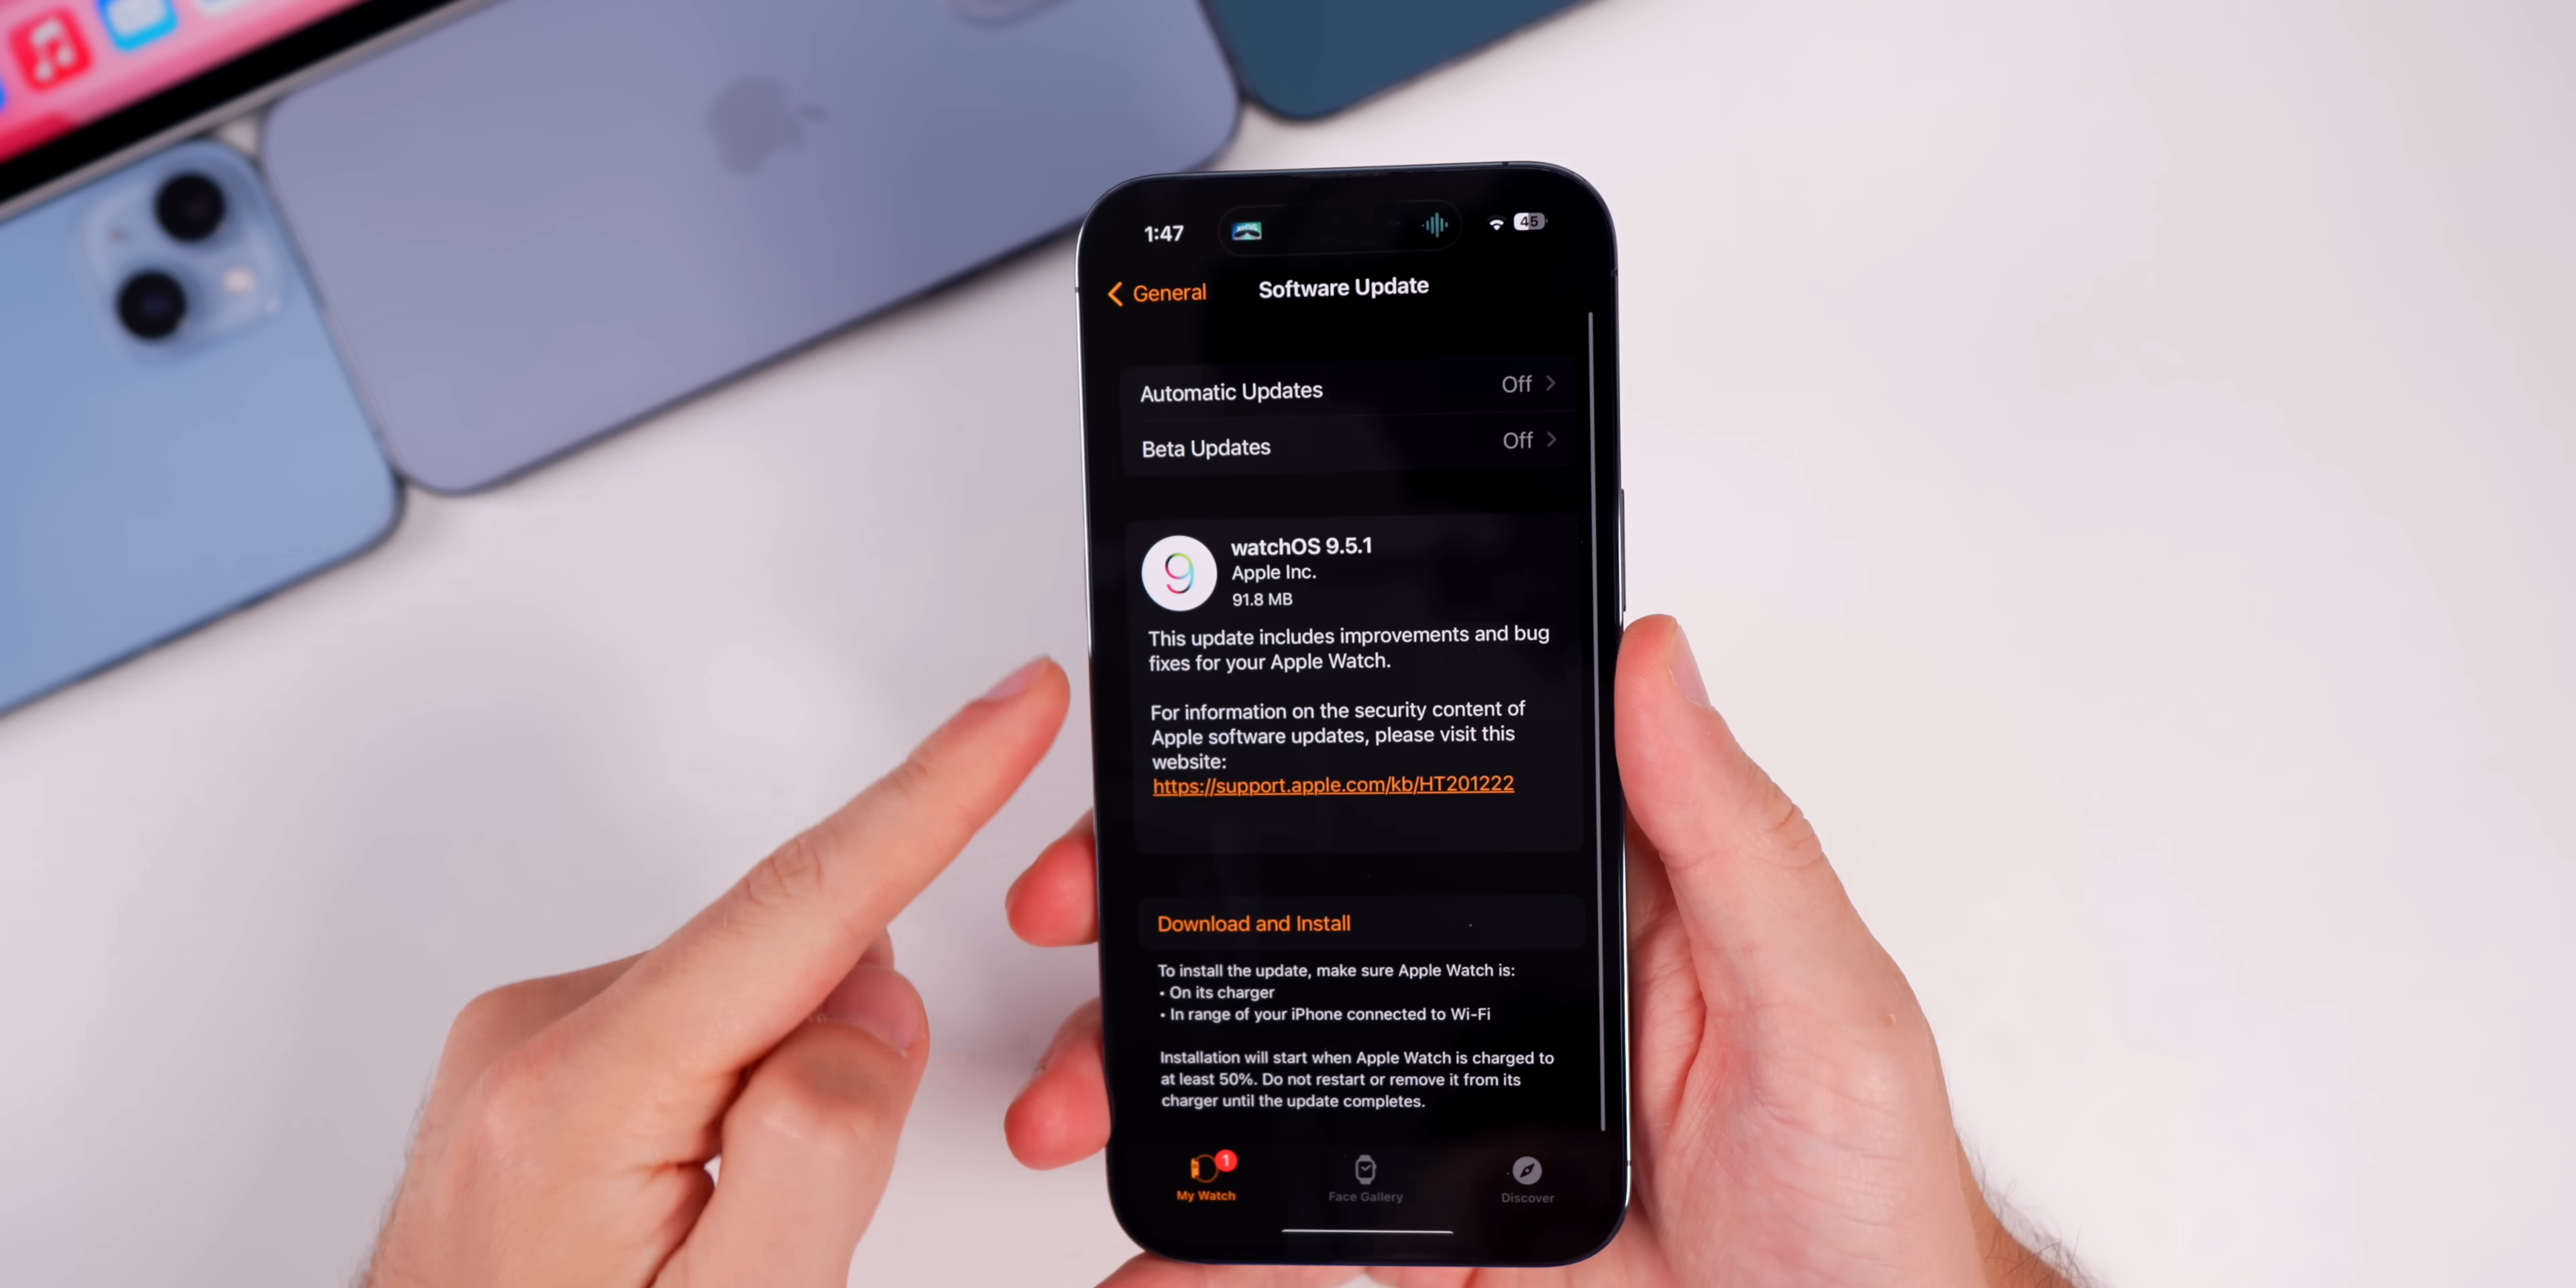 1:47
45
General
Software Update
Automatic Updates
Off
Beta Updates
Off
9
watchOS 9.5.1
Apple Inc.
91.8 MB
This update includes improvements and bug
fixes for your Apple Watch.
For information on the security content of
Apple software updates, please visit this
website:
https://support.apple.com/kb/HT201222
Download and Install
To install the update, make sure Apple Watch is:
• On its charger
• In range of your iPhone connected to Wi-Fi
Installation will start when Apple Watch is charged to
at least 50%. Do not restart or remove it from its
charger until the update completes.
1
My Watch
Face Gallery
Discover